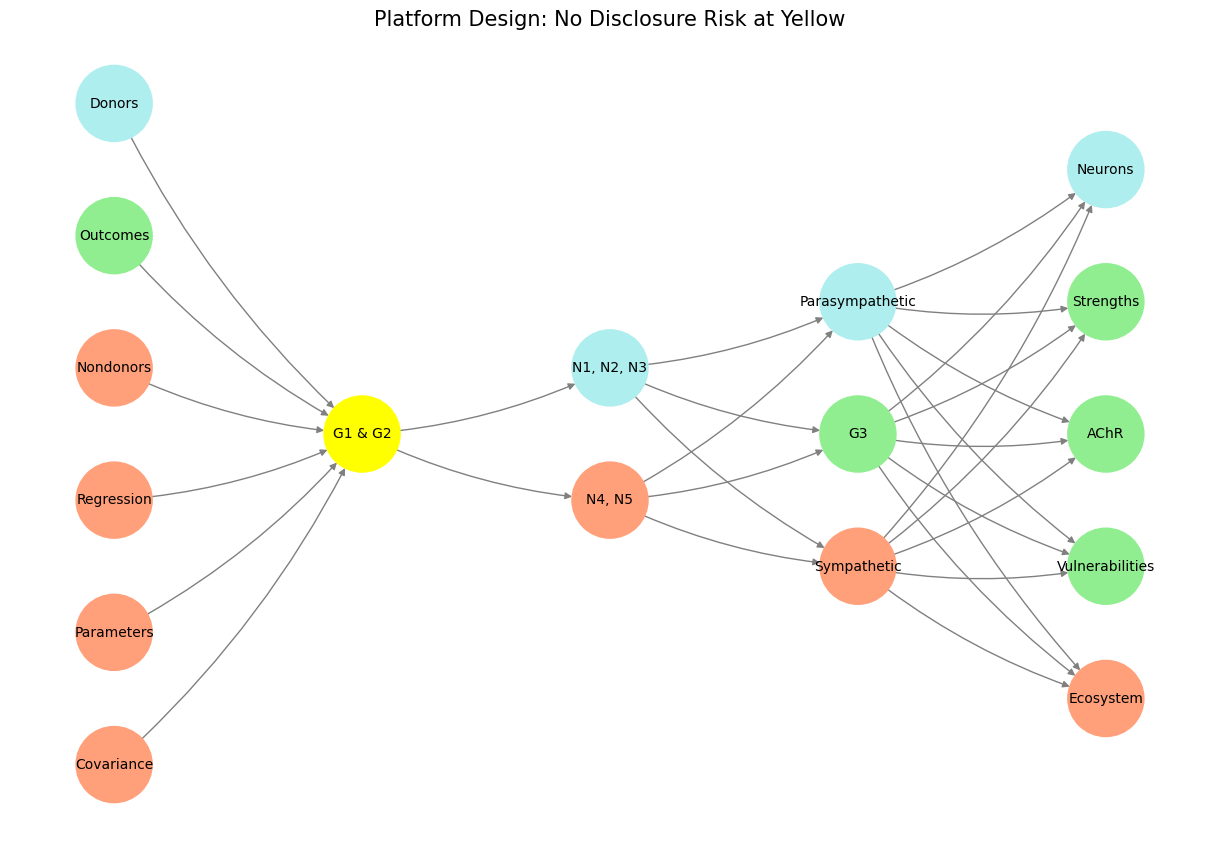 Platform Design: No Disclosure Risk at Yellow
Donors
Outcomes
Nondonors
Regression
Parameters
Covariance
G1 & G2
N1, N2, N3
N4, N5
Parasympathetic
G3
Sympathetic
Neurons
Strengths
AChR
Vulnerabilities
Ecosystem